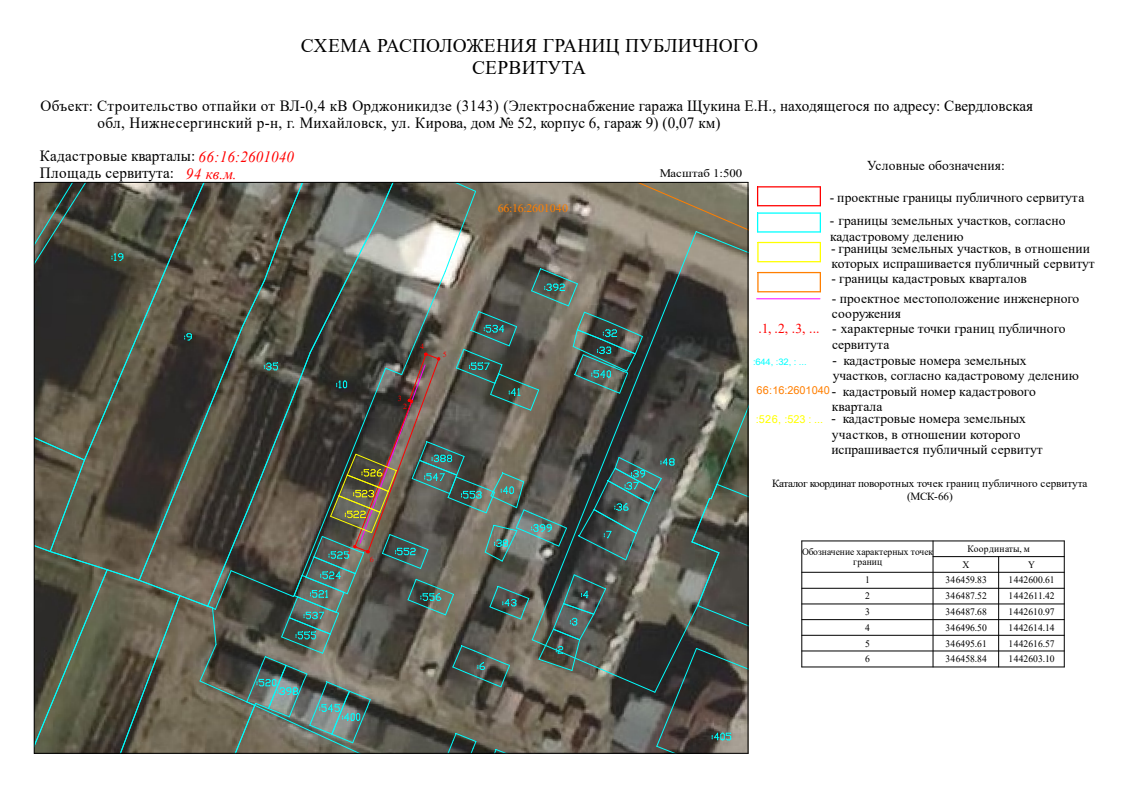 СХЕМА РАСПОЛОЖЕНИЯ ГРАНИЦ ПУБЛИЧНОГО
СЕРВИТУТА
Объект: Строительство отпайки от ВЛ-0,4 кВ Орджоникидзе (3143) (Электроснабжение гаража Щукина Е.Н., находящегося по адресу: Свердловская
обл, Нижнесергинский р-н, г. Михайловск, ул. Кирова, дом № 52, корпус 6, гараж 9) (0,07 км)
Кадастровые кварталы: 66:16:2601040
Площадь сервитута: 94 кв.м.
Масштаб 1:500
66:16:2601040
:19
:9
:35
:10
:392
:534
:32
:33
:557
:540
:41
:526
:523
:522
:388
:547
:553
:40
:48
:39
:37
:36
:399
:7
:38
:525
:552
:524
:521
:556
:43
:4
:537
:3
:555
:2
:6
:520
:398
:545
:400
:405
Условные обозначения:
- проектные границы публичного сервитута
- границы земельных участков, согласно
кадастровому делению
- границы земельных участков, в отношении
которых испрашивается публичный сервитут
- границы кадастровых кварталов
- проектное местоположение инженерного
сооружения
.1, .2, .3, ... - характерные точки границ публичного
сервитута
:644, :32, : ... - кадастровые номера земельных
участков, согласно кадастровому делению
66:16:2601040 - кадастровый номер кадастрового
квартала
:526, :523 : ... - кадастровые номера земельных
участков, в отношении которого
испрашивается публичный сервитут
Каталог координат поворотных точек границ публичного сервитута
(МСК-66)
Обозначение характерных точек границ Координаты, м
X Y
1 346459.83 1442600.61
2 346487.52 1442611.42
3 346487.68 1442610.97
4 346496.50 1442614.14
5 346495.61 1442616.57
6 346458.84 1442603.10